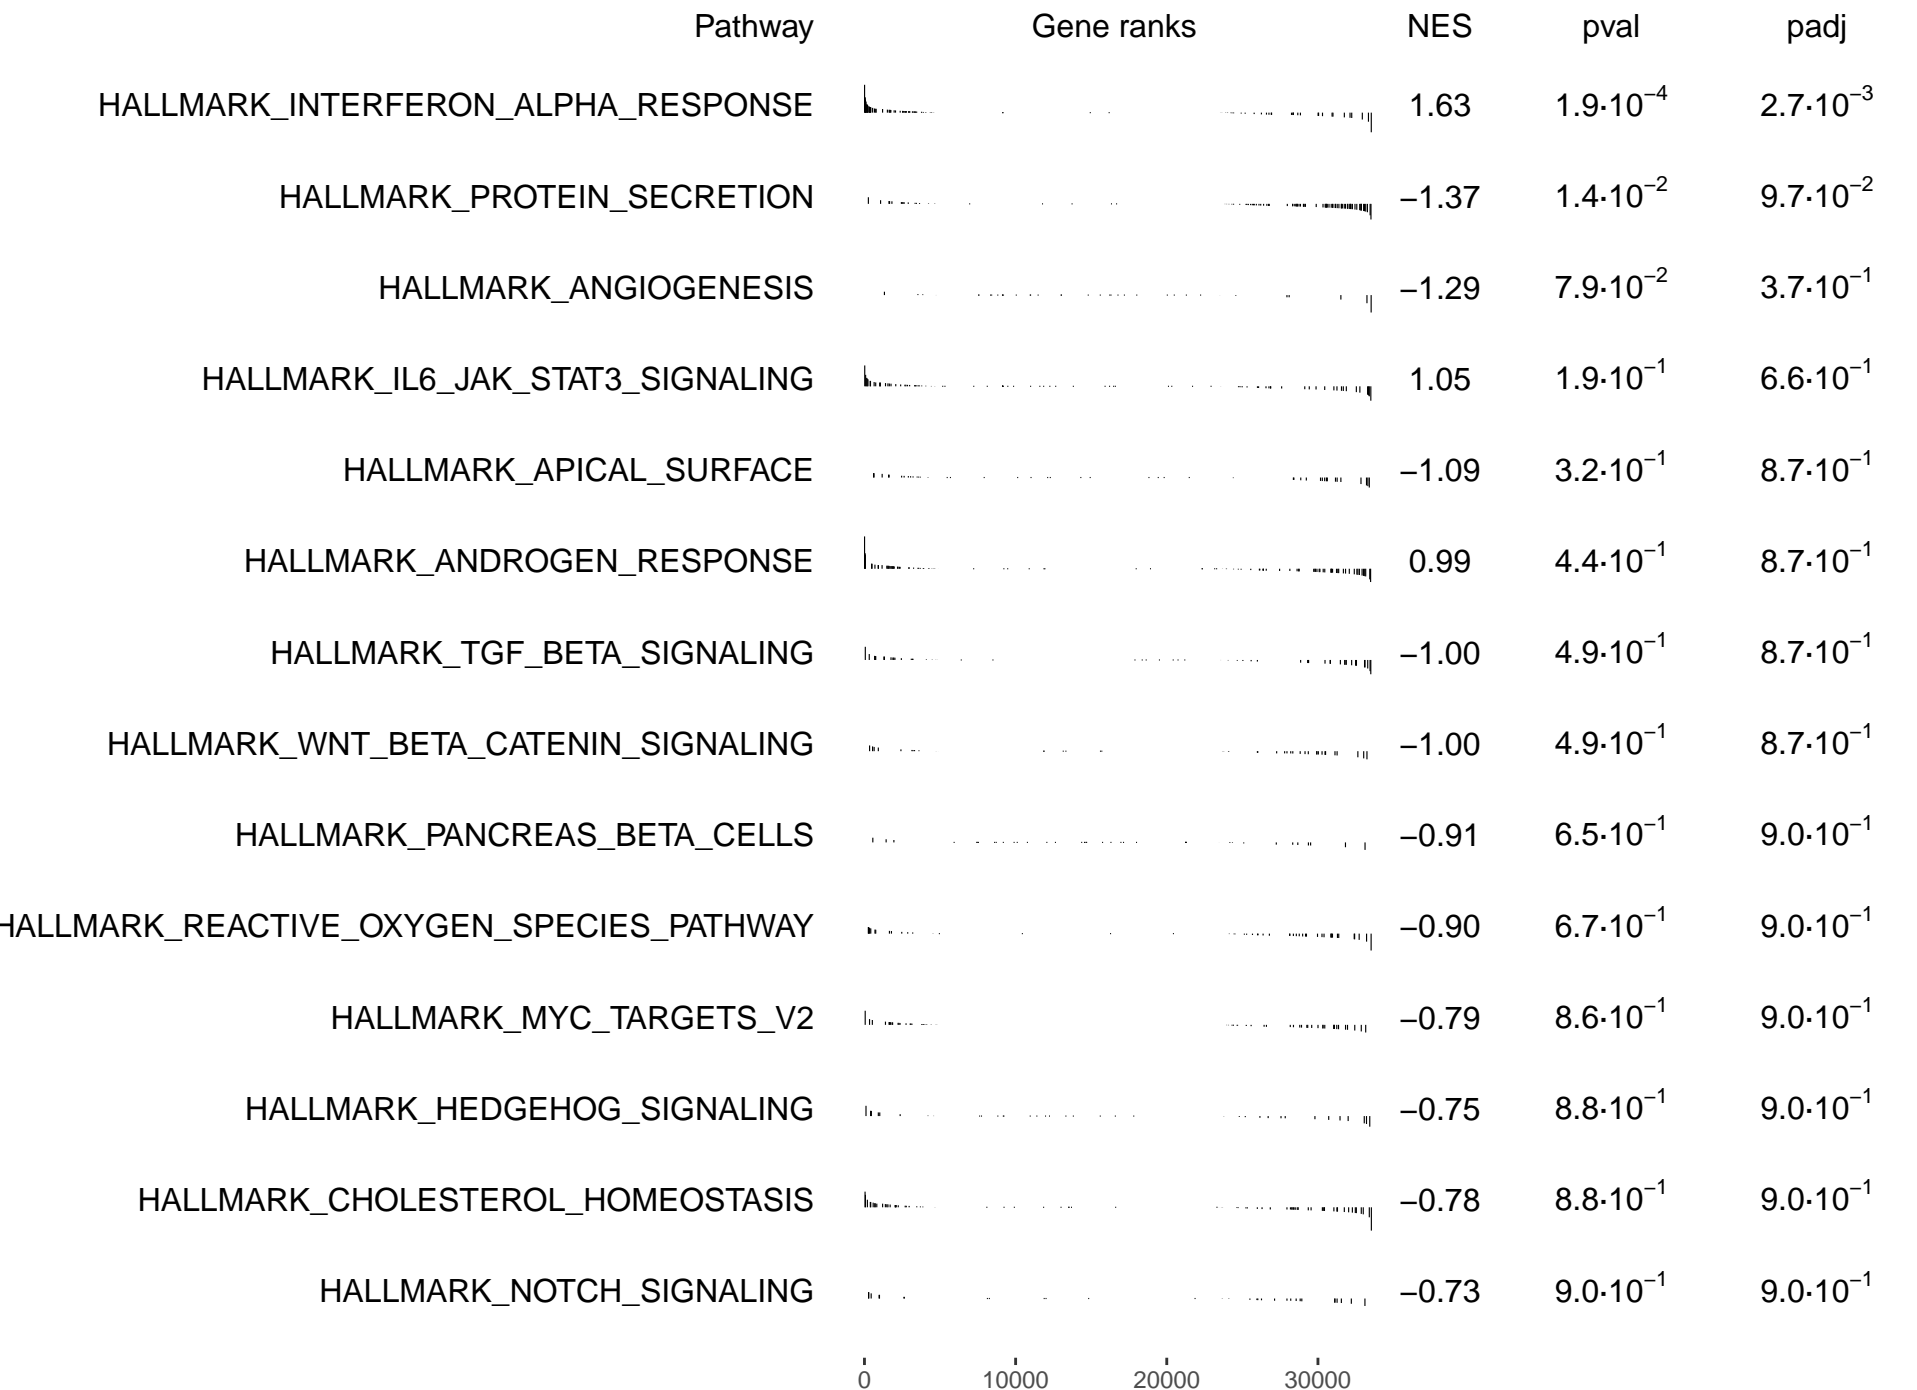 Pathway Gene ranks NES pval padj
HALLMARK_INTERFERON_ALPHA_RESPONSE 1.63 1.9·10⁻⁴ 2.7·10⁻³
HALLMARK_PROTEIN_SECRETION −1.37 1.4·10⁻² 9.7·10⁻²
HALLMARK_ANGIOGENESIS −1.29 7.9·10⁻² 3.7·10⁻¹
HALLMARK_IL6_JAK_STAT3_SIGNALING 1.05 1.9·10⁻¹ 6.6·10⁻¹
HALLMARK_APICAL_SURFACE −1.09 3.2·10⁻¹ 8.7·10⁻¹
HALLMARK_ANDROGEN_RESPONSE 0.99 4.4·10⁻¹ 8.7·10⁻¹
HALLMARK_TGF_BETA_SIGNALING −1.00 4.9·10⁻¹ 8.7·10⁻¹
HALLMARK_WNT_BETA_CATENIN_SIGNALING −1.00 4.9·10⁻¹ 8.7·10⁻¹
HALLMARK_PANCREAS_BETA_CELLS −0.91 6.5·10⁻¹ 9.0·10⁻¹
HALLMARK_REACTIVE_OXYGEN_SPECIES_PATHWAY −0.90 6.7·10⁻¹ 9.0·10⁻¹
HALLMARK_MYC_TARGETS_V2 −0.79 8.6·10⁻¹ 9.0·10⁻¹
HALLMARK_HEDGEHOG_SIGNALING −0.75 8.8·10⁻¹ 9.0·10⁻¹
HALLMARK_CHOLESTEROL_HOMEOSTASIS −0.78 8.8·10⁻¹ 9.0·10⁻¹
HALLMARK_NOTCH_SIGNALING −0.73 9.0·10⁻¹ 9.0·10⁻¹
0 10000 20000 30000